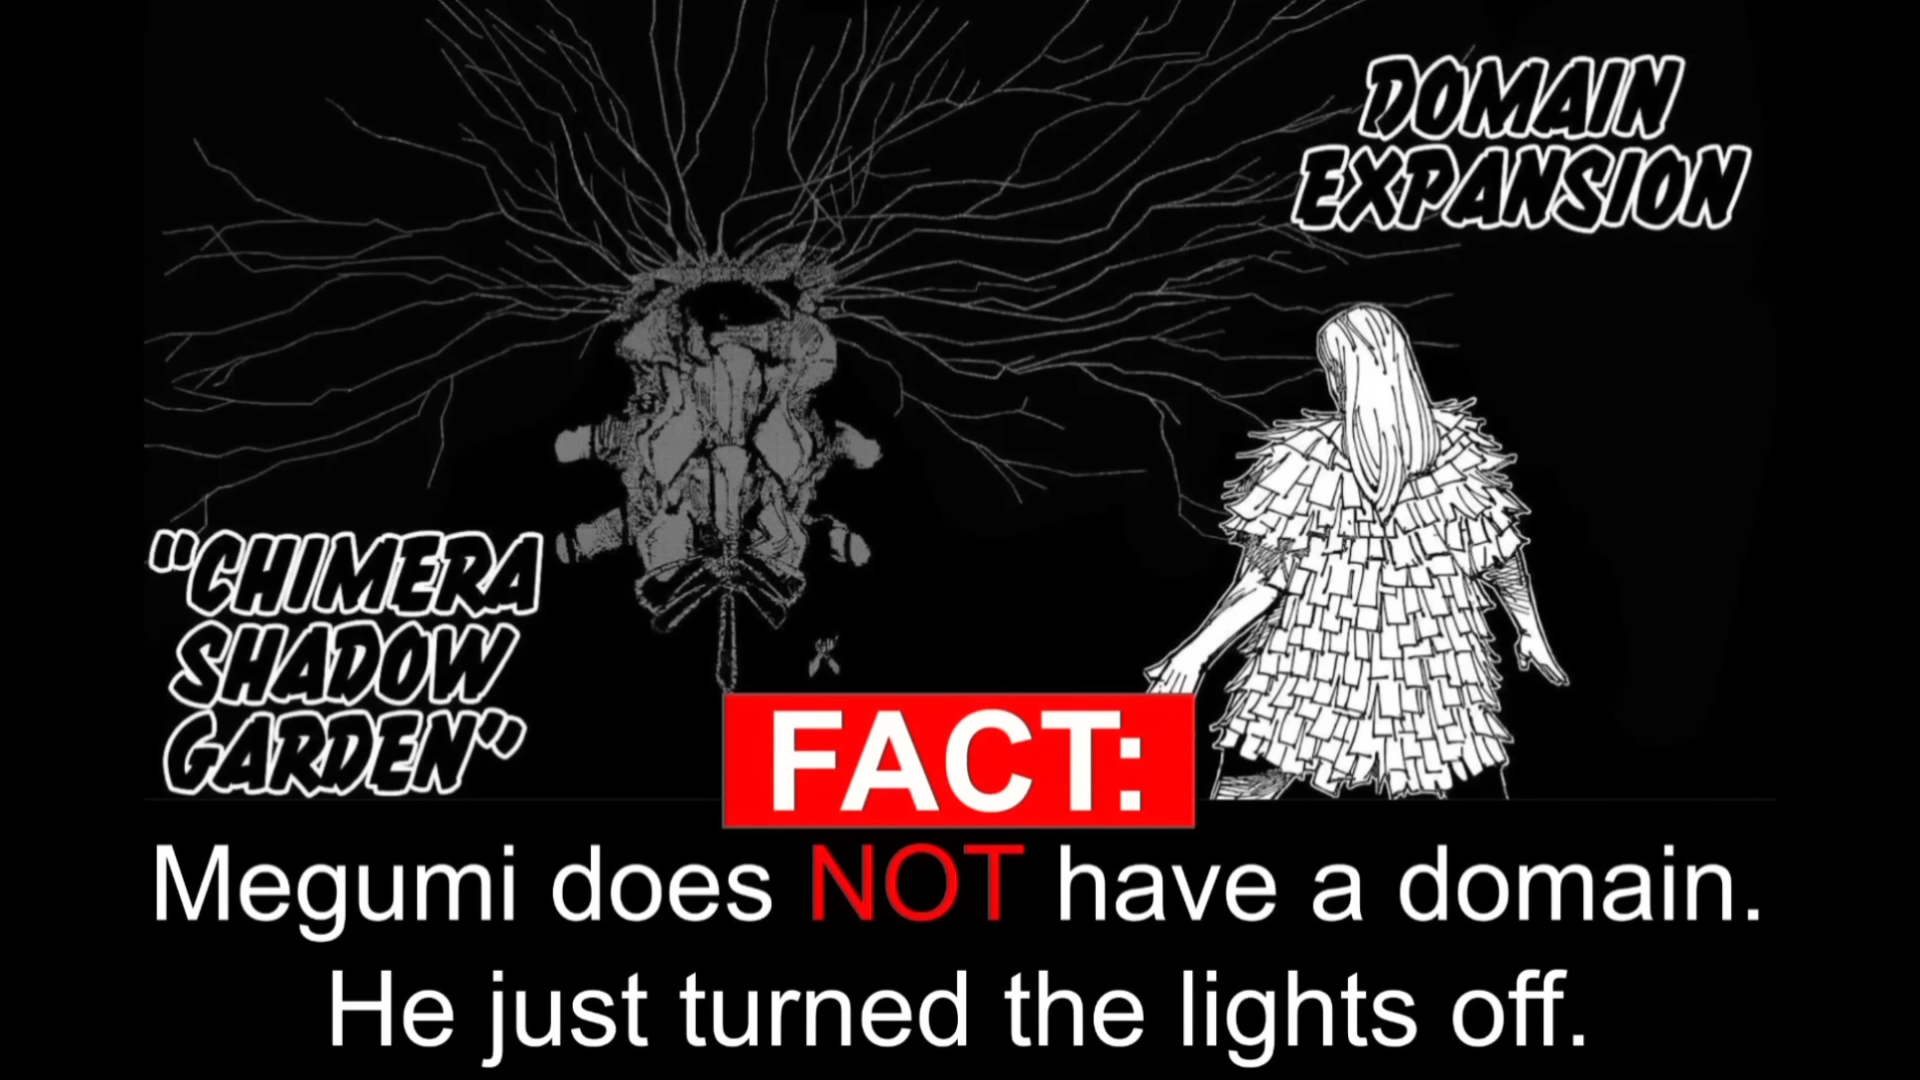 DOMAIN
EXPANSION
"CHIMERA
SHADOW
GARDEN"
FACT:
Megumi does NOT have a domain.
He just turned the lights off.